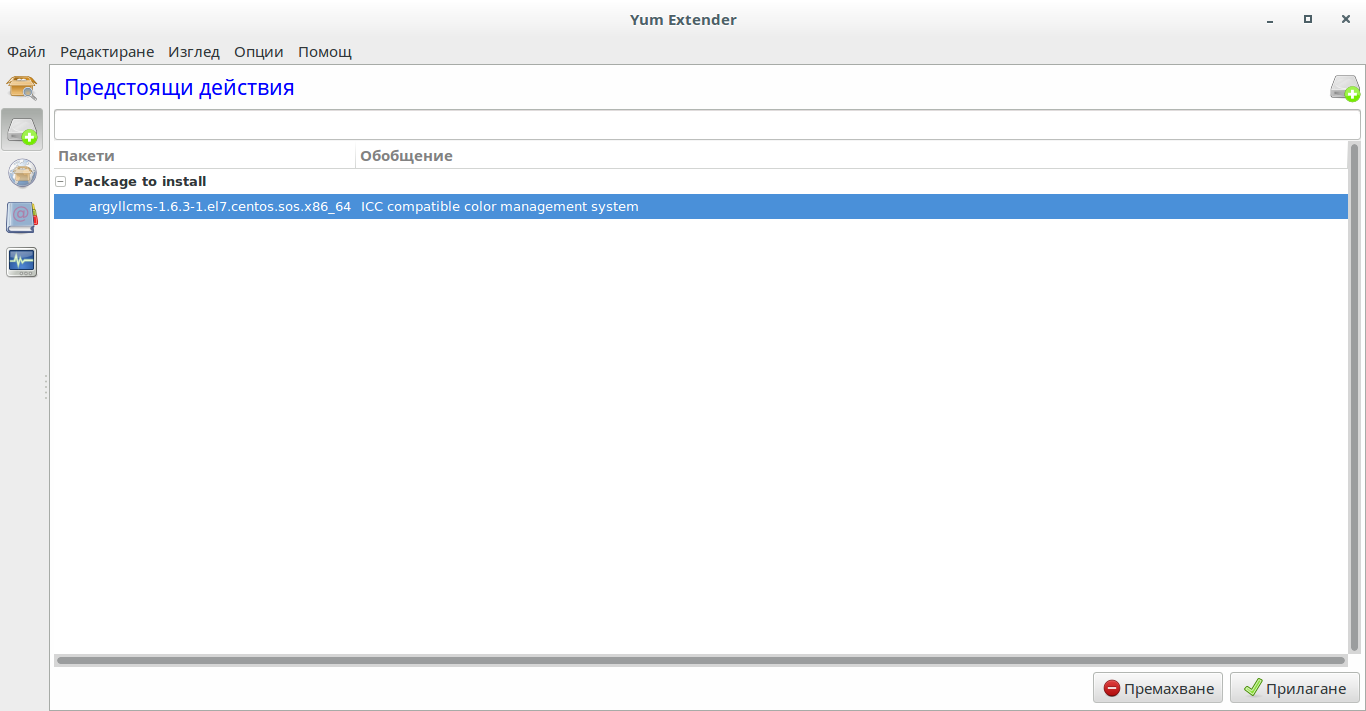 Yum Extender
Файл Редактиране Изглед Опции Помощ
Предстоящи действия
Пакети Обобщение
Package to install
argyllcms-1.6.3-1.el7.centos.sos.x86_64 ICC compatible color management system
Премахване Прилагане